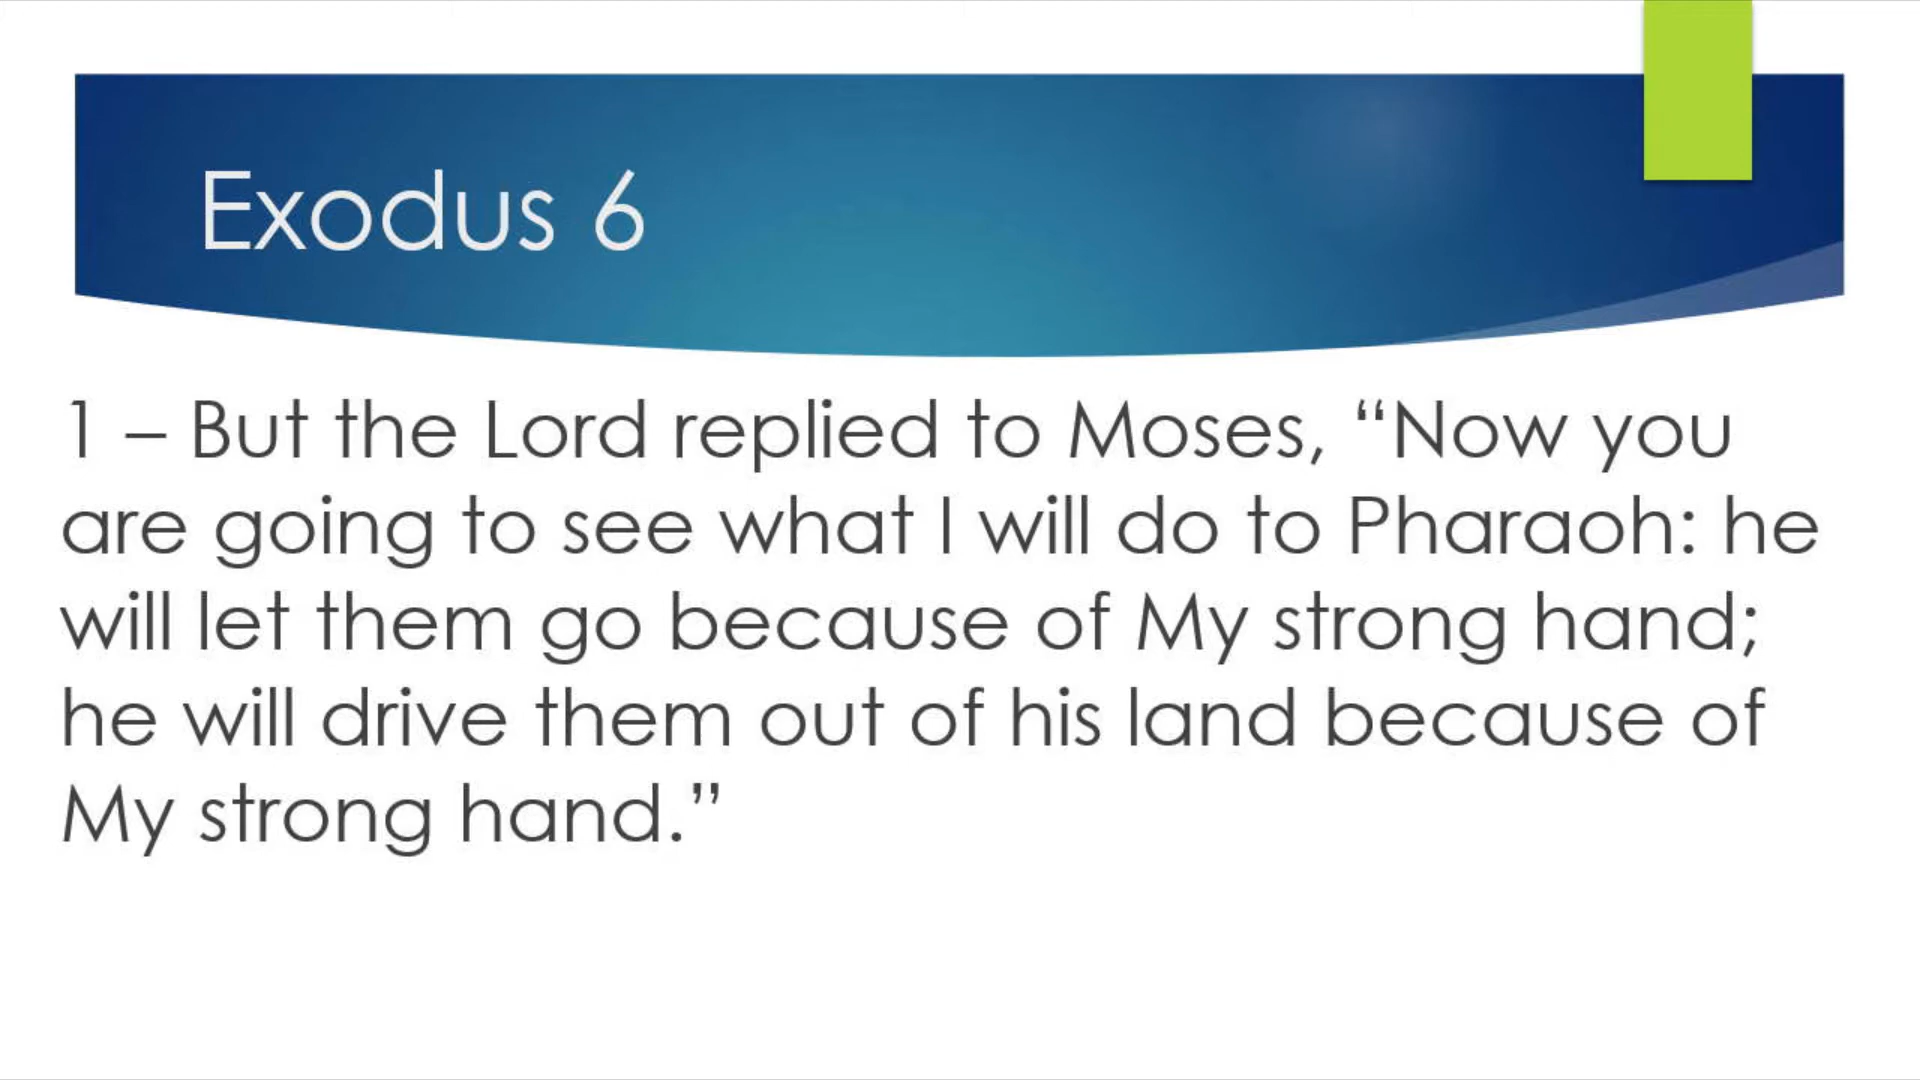 Exodus 6
1 – But the Lord replied to Moses, “Now you
are going to see what I will do to Pharaoh: he
will let them go because of My strong hand;
he will drive them out of his land because of
My strong hand.”